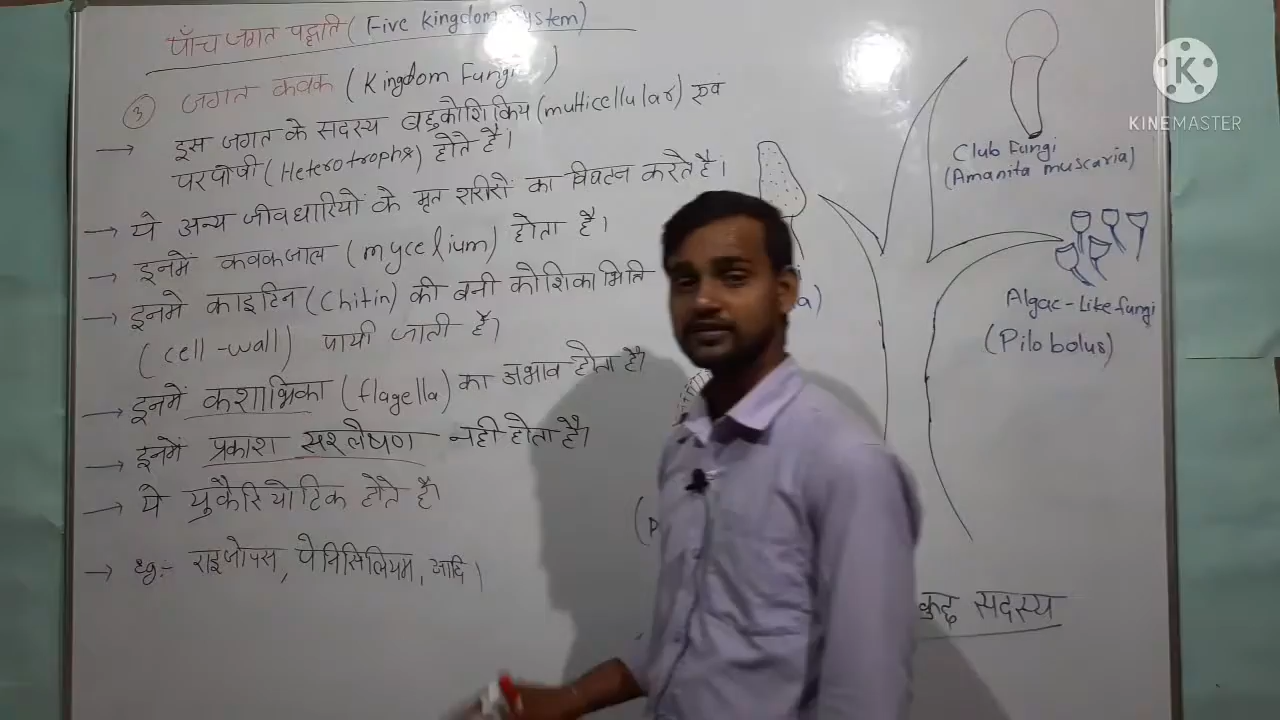 पाँच जगत पद्धति (Five Kingdom System)
③ जगत कवक (Kingdom Fungi)
→ इस जगत के सदस्य बहुकोशिकिय (multicellular) एवं
परपोषी (Heterotrophs) होते है।
→ ये अन्य जीवधारियों के मृत शरीरों का विघटन करते है।
→ इनमें कवकजाल (mycelium) होता है।
→ इनमे काइटिन (Chitin) की बनी कोशिका भिति
(cell-wall) पायी जाती है।
→ इनमें कशाभिका (flagella) का अभाव होता है।
→ इनमें प्रकाश सश्लेषण नही होता है।
→ ये युकैरियोटिक होते है।
→ eg:- राइजोपस, पेनिसिलियम, आदि।
Club Fungi
(Amanita muscaria)
Algae-Like fungi
(Pilobolus)
a)
(P
कुछ सदस्य
K
KINEMASTER